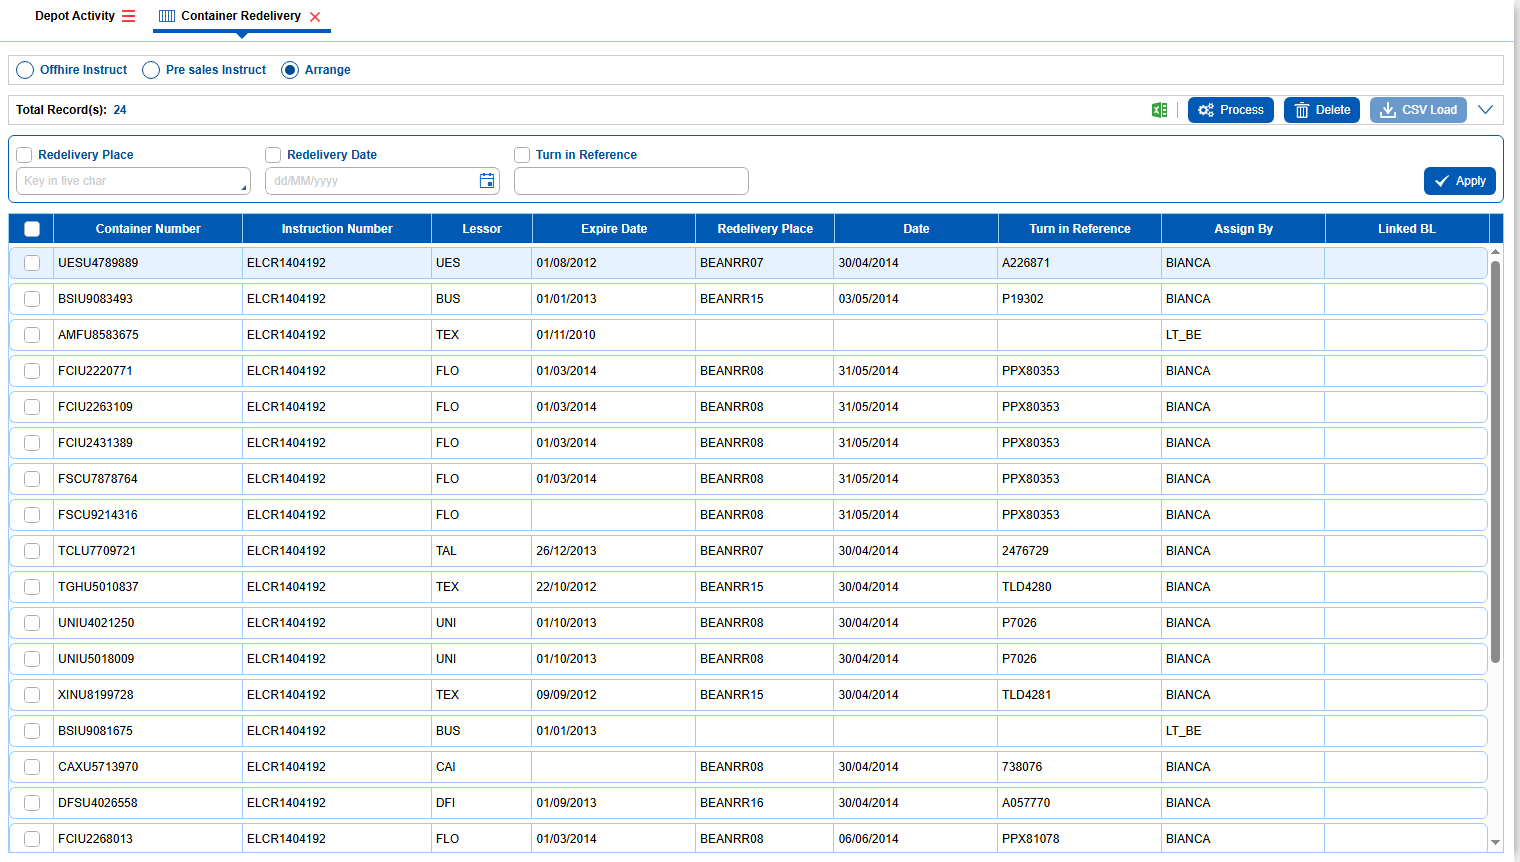 Depot Activity Container Redelivery
Offhire Instruct Pre sales Instruct Arrange
Total Record(s): 24 Process Delete CSV Load
Redelivery Place Redelivery Date Turn in Reference
Key in five char dd/MM/yyyy Apply
Container Number Instruction Number Lessor Expire Date Redelivery Place Date Turn in Reference Assign By Linked BL
UESU4789889 ELCR1404192 UES 01/08/2012 BEANRR07 30/04/2014 A226871 BIANCA
BSIU9083493 ELCR1404192 BUS 01/01/2013 BEANRR15 03/05/2014 P19302 BIANCA
AMFU8583675 ELCR1404192 TEX 01/11/2010 LT_BE
FCIU2220771 ELCR1404192 FLO 01/03/2014 BEANRR08 31/05/2014 PPX80353 BIANCA
FCIU2263109 ELCR1404192 FLO 01/03/2014 BEANRR08 31/05/2014 PPX80353 BIANCA
FCIU2431389 ELCR1404192 FLO 01/03/2014 BEANRR08 31/05/2014 PPX80353 BIANCA
FSCU7878764 ELCR1404192 FLO 01/03/2014 BEANRR08 31/05/2014 PPX80353 BIANCA
FSCU9214316 ELCR1404192 FLO BEANRR08 31/05/2014 PPX80353 BIANCA
TCLU7709721 ELCR1404192 TAL 26/12/2013 BEANRR07 30/04/2014 2476729 BIANCA
TGHU5010837 ELCR1404192 TEX 22/10/2012 BEANRR15 30/04/2014 TLD4280 BIANCA
UNIU4021250 ELCR1404192 UNI 01/10/2013 BEANRR08 30/04/2014 P7026 BIANCA
UNIU5018009 ELCR1404192 UNI 01/10/2013 BEANRR08 30/04/2014 P7026 BIANCA
XINU8199728 ELCR1404192 TEX 09/09/2012 BEANRR15 30/04/2014 TLD4281 BIANCA
BSIU9081675 ELCR1404192 BUS 01/01/2013 LT_BE
CAXU5713970 ELCR1404192 CAI BEANRR08 30/04/2014 738076 BIANCA
DFSU4026558 ELCR1404192 DFI 01/09/2013 BEANRR16 30/04/2014 A057770 BIANCA
FCIU2268013 ELCR1404192 FLO 01/03/2014 BEANRR08 06/06/2014 PPX81078 BIANCA